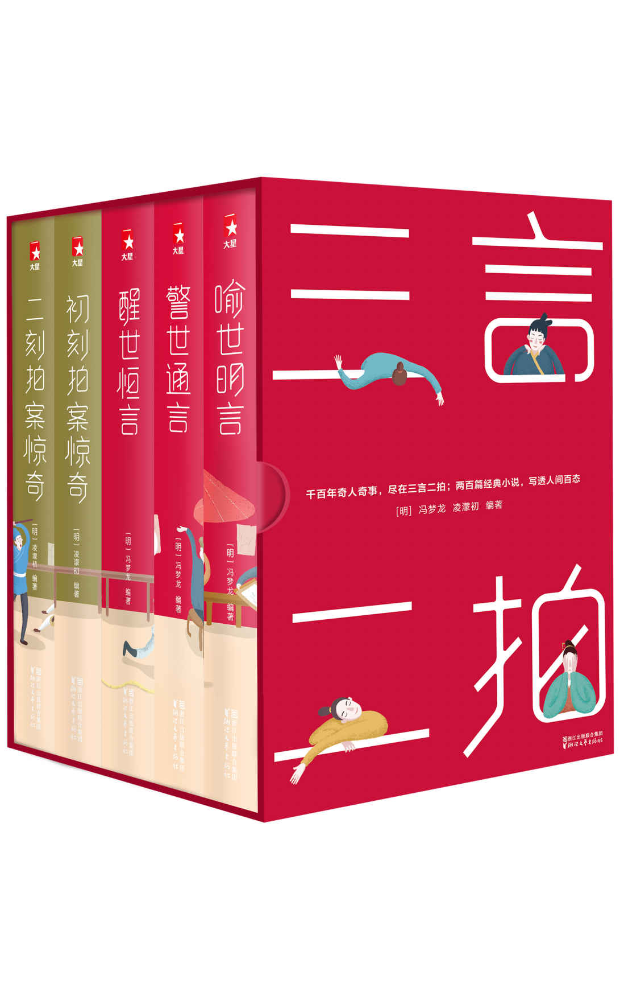 大星
二刻拍案惊奇
[明]凌濛初 编著
浙江出版联合集团
浙江文艺出版社
大星
初刻拍案惊奇
[明]凌濛初 编著
浙江出版联合集团
浙江文艺出版社
大星
醒世恒言
[明]冯梦龙 编著
浙江出版联合集团
浙江文艺出版社
大星
警世通言
[明]冯梦龙 编著
浙江出版联合集团
浙江文艺出版社
大星
喻世明言
[明]冯梦龙 编著
浙江出版联合集团
浙江文艺出版社
三言
千百年奇人奇事，尽在三言二拍；两百篇经典小说，写透人间百态
[明] 冯梦龙 凌濛初 编著
二拍
浙江出版联合集团
浙江文艺出版社